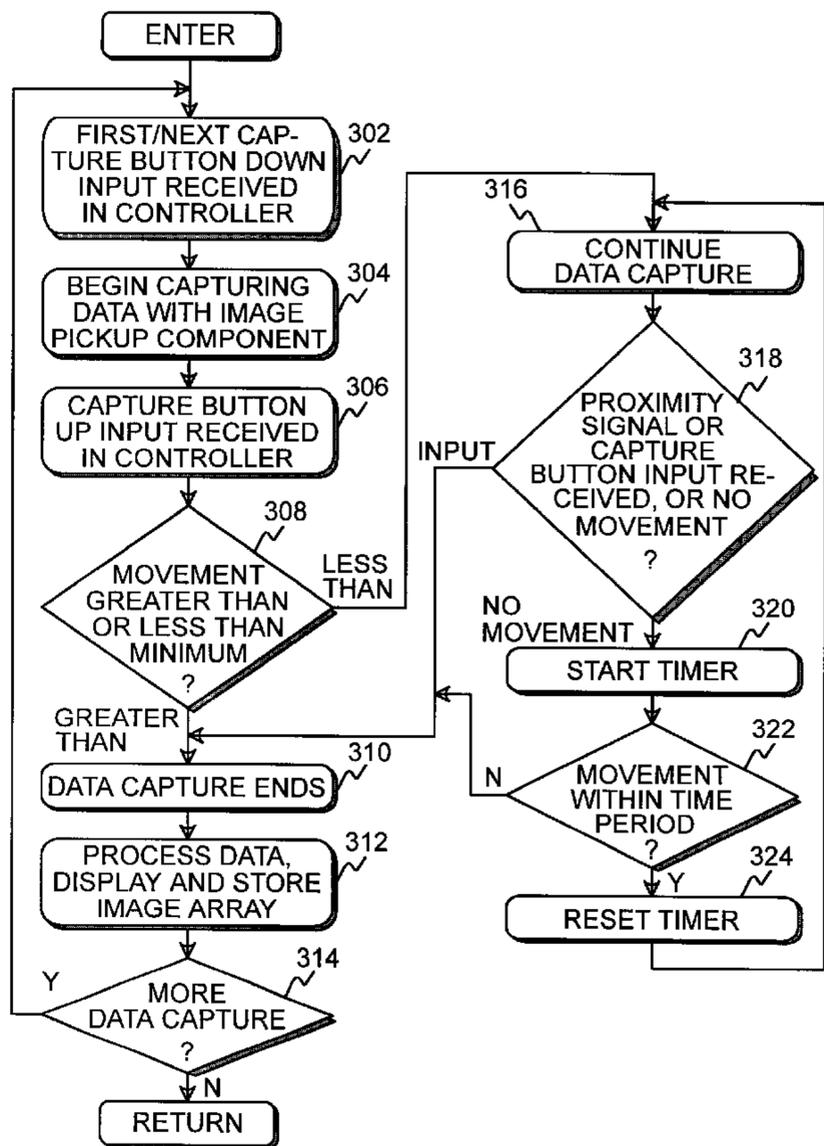 ENTER
FIRST/NEXT CAP-
TURE BUTTON DOWN
INPUT RECEIVED
IN CONTROLLER
302
BEGIN CAPTURING
DATA WITH IMAGE
PICKUP COMPONENT
304
CAPTURE BUTTON
UP INPUT RECEIVED
IN CONTROLLER
306
308
MOVEMENT
GREATER THAN
OR LESS THAN
MINIMUM
?
LESS
THAN
GREATER
THAN
310
DATA CAPTURE ENDS
PROCESS DATA,
DISPLAY AND STORE
IMAGE ARRAY
312
314
Y
MORE
DATA CAPTURE
?
N
RETURN
316
CONTINUE
DATA CAPTURE
318
PROXIMITY
SIGNAL OR
CAPTURE
BUTTON INPUT RE-
CEIVED, OR NO
MOVEMENT
?
INPUT
NO
MOVEMENT
320
START TIMER
322
MOVEMENT
WITHIN TIME
PERIOD
?
N
Y
324
RESET TIMER